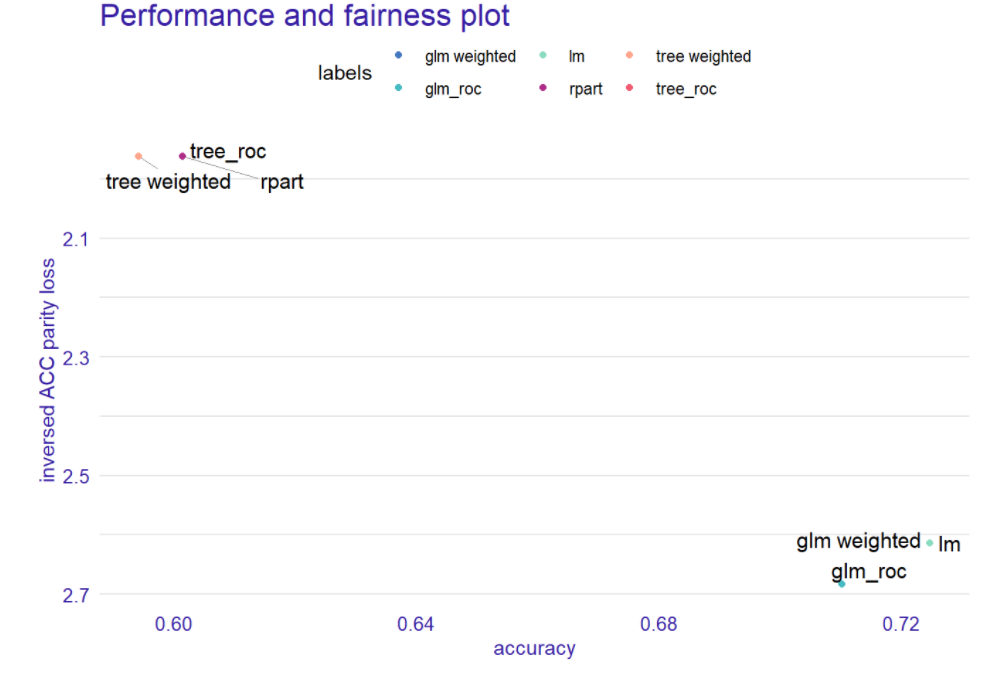 Performance and fairness plot
labels
glm weighted
lm
tree weighted
glm_roc
rpart
tree_roc
tree_roc
tree weighted
rpart
2.1
2.3
2.5
2.7
inversed ACC parity loss
glm weighted
lm
glm_roc
0.60
0.64
0.68
0.72
accuracy